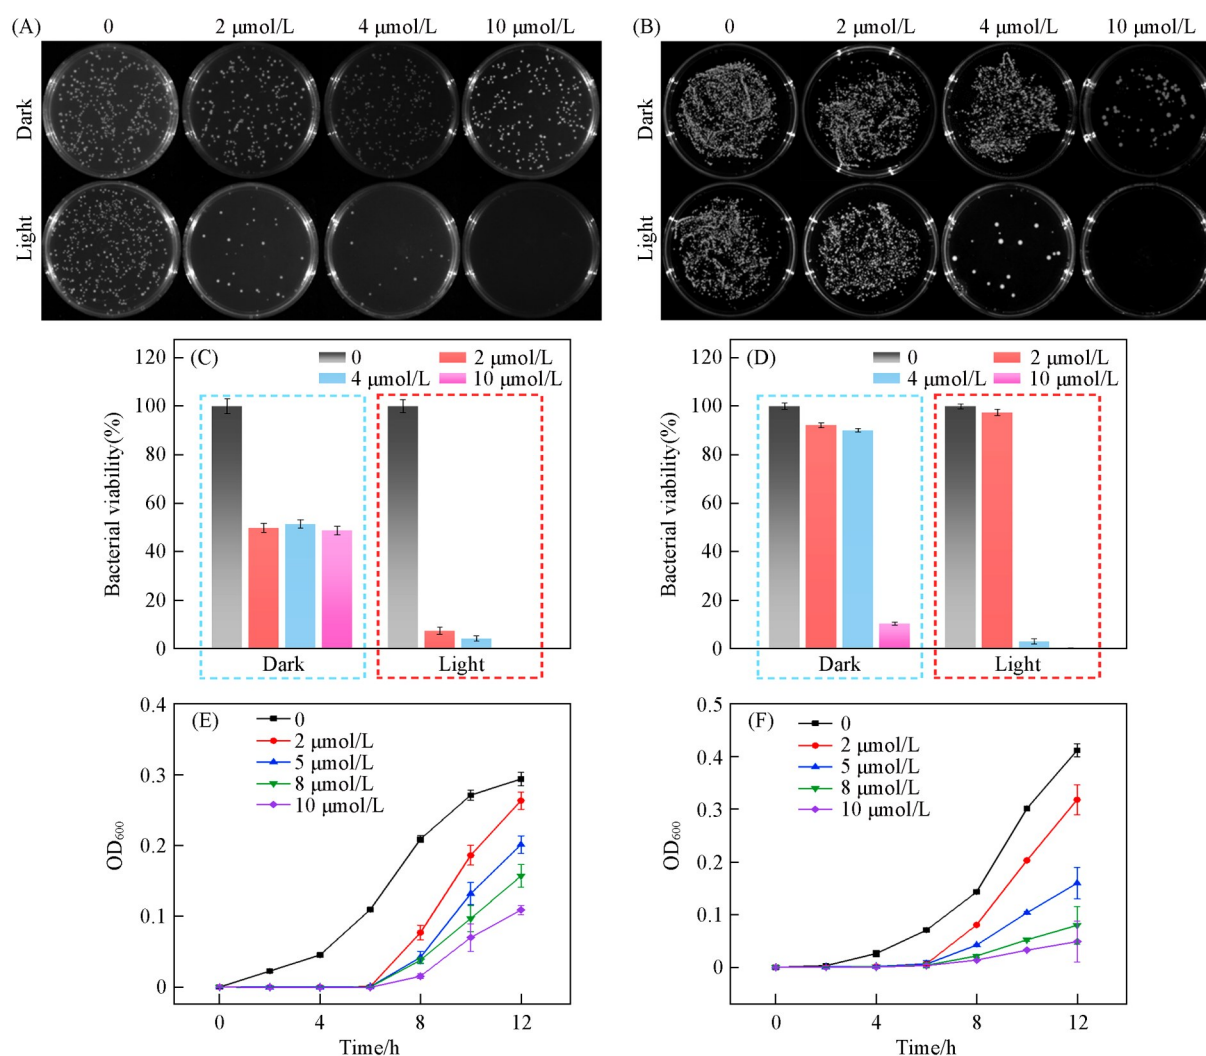 (A) 0 2 μmol/L 4 μmol/L 10 μmol/L
Dark
Light
(B) 0 2 μmol/L 4 μmol/L 10 μmol/L
Dark
Light
(C)
0 2 μmol/L
4 μmol/L 10 μmol/L
Bacterial viability(%)
120
100
80
60
40
20
0
Dark Light
(D)
0 2 μmol/L
4 μmol/L 10 μmol/L
Bacterial viability(%)
120
100
80
60
40
20
0
Dark Light
(E)
0
2 μmol/L
5 μmol/L
8 μmol/L
10 μmol/L
OD600
0.4
0.3
0.2
0.1
0
0 4 8 12
Time/h
(F)
0
2 μmol/L
5 μmol/L
8 μmol/L
10 μmol/L
OD600
0.5
0.4
0.3
0.2
0.1
0
0 4 8 12
Time/h